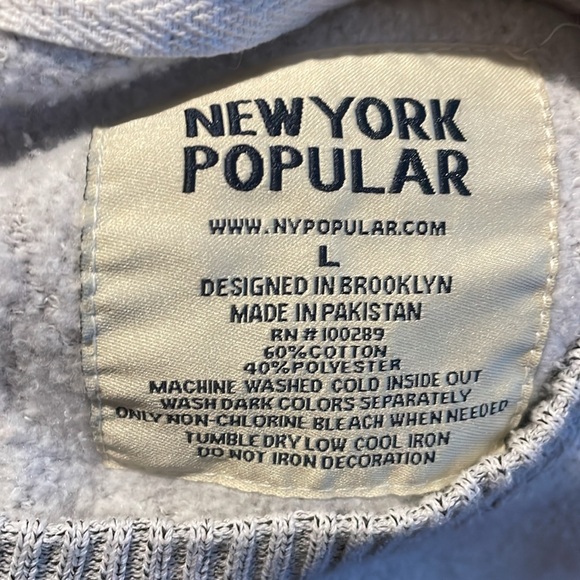 NEW YORK
POPULAR
WWW.NYPOPULAR.COM
L
DESIGNED IN BROOKLYN
MADE IN PAKISTAN
RN # 100289
60% COTTON
40% POLYESTER
MACHINE WASHED COLD INSIDE OUT
WASH DARK COLORS SEPARATELY
ONLY NON-CHLORINE BLEACH WHEN NEEDED
TUMBLE DRY LOW COOL IRON
DO NOT IRON DECORATION